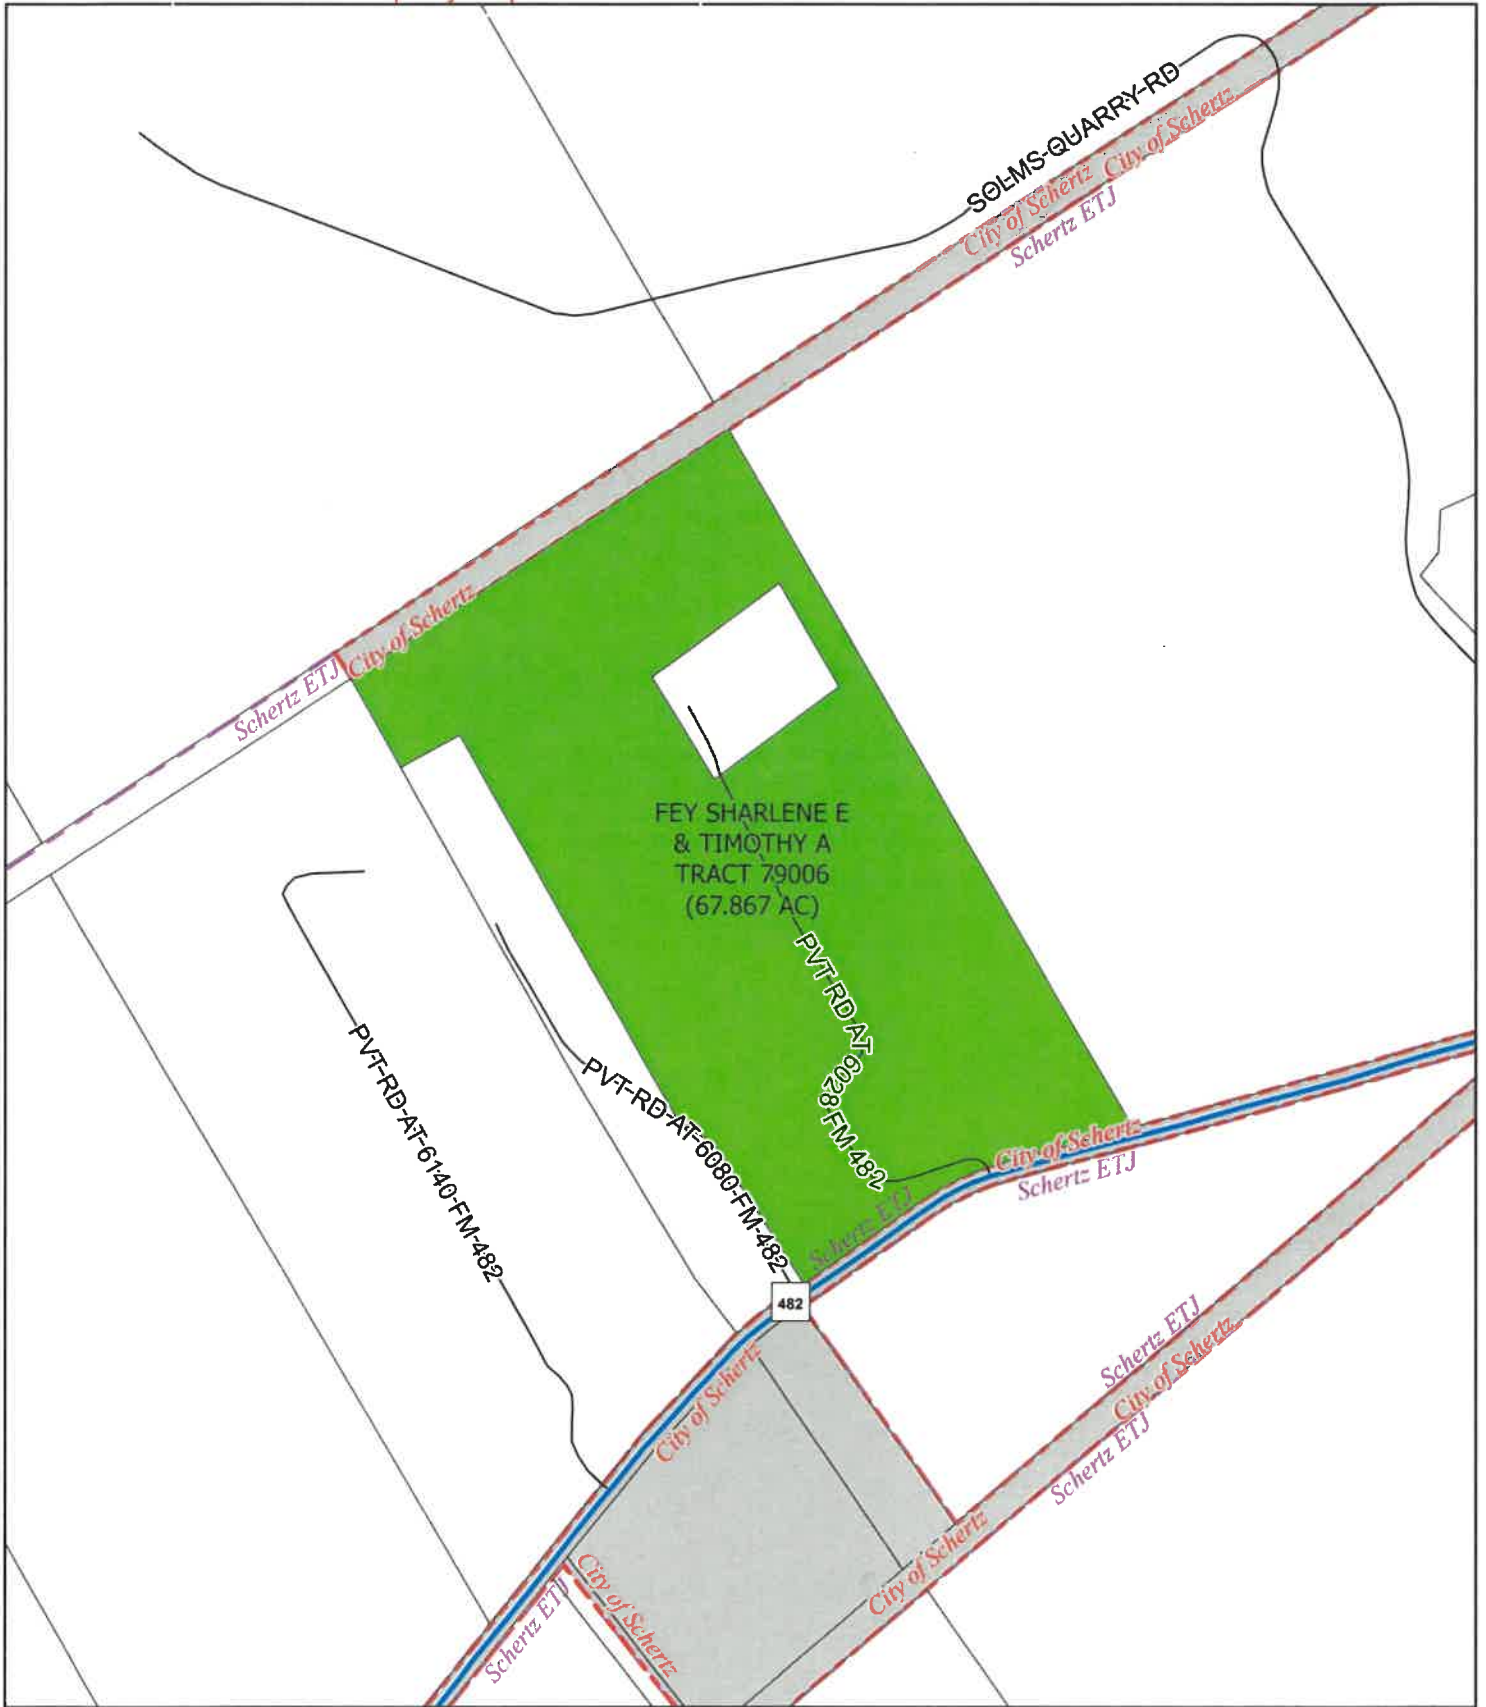 SOLMS-QUARRY-RD
City of Schertz
City of Schertz
Schertz ETJ
City of Schertz
Schertz ETJ
FEY SHARLENE E
& TIMOTHY A
TRACT 79006
(67.867 AC)
PVT-RD-AT-6140-FM-482
PVT-RD-AT-6080-FM-482
PVT-RD-AT 6028-FM 482
City of Schertz
Schertz ETJ
Schertz ETJ
482
City of Schertz
Schertz ETJ
City of Schertz
Schertz ETJ
City of Schertz
City of Schertz
Schertz ETJ